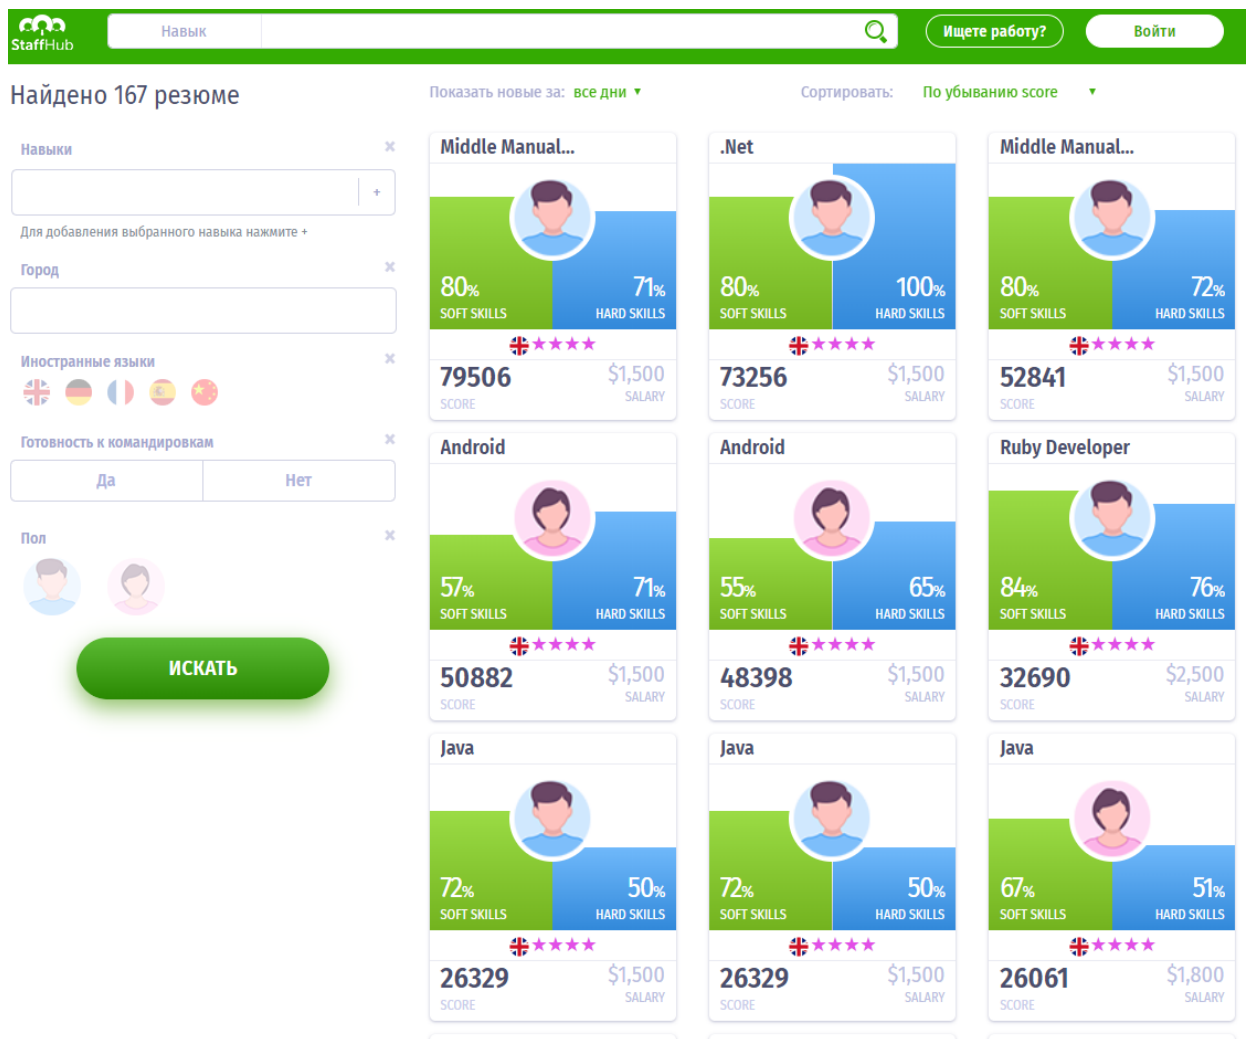 StaffHub
Навык
Ищете работу?
Войти
Найдено 167 резюме
Показать новые за: все дни ▼
Сортировать: По убыванию score ▼
Навыки
+
Для добавления выбранного навыка нажмите +
Город
Иностранные языки
Готовность к командировкам
Да
Нет
Пол
ИСКАТЬ
Middle Manual...
80%
SOFT SKILLS
71%
HARD SKILLS
79506
SCORE
$1,500
SALARY
.Net
80%
SOFT SKILLS
100%
HARD SKILLS
73256
SCORE
$1,500
SALARY
Middle Manual...
80%
SOFT SKILLS
72%
HARD SKILLS
52841
SCORE
$1,500
SALARY
Android
57%
SOFT SKILLS
71%
HARD SKILLS
50882
SCORE
$1,500
SALARY
Android
55%
SOFT SKILLS
65%
HARD SKILLS
48398
SCORE
$1,500
SALARY
Ruby Developer
84%
SOFT SKILLS
76%
HARD SKILLS
32690
SCORE
$2,500
SALARY
Java
72%
SOFT SKILLS
50%
HARD SKILLS
26329
SCORE
$1,500
SALARY
Java
72%
SOFT SKILLS
50%
HARD SKILLS
26329
SCORE
$1,500
SALARY
Java
67%
SOFT SKILLS
51%
HARD SKILLS
26061
SCORE
$1,800
SALARY